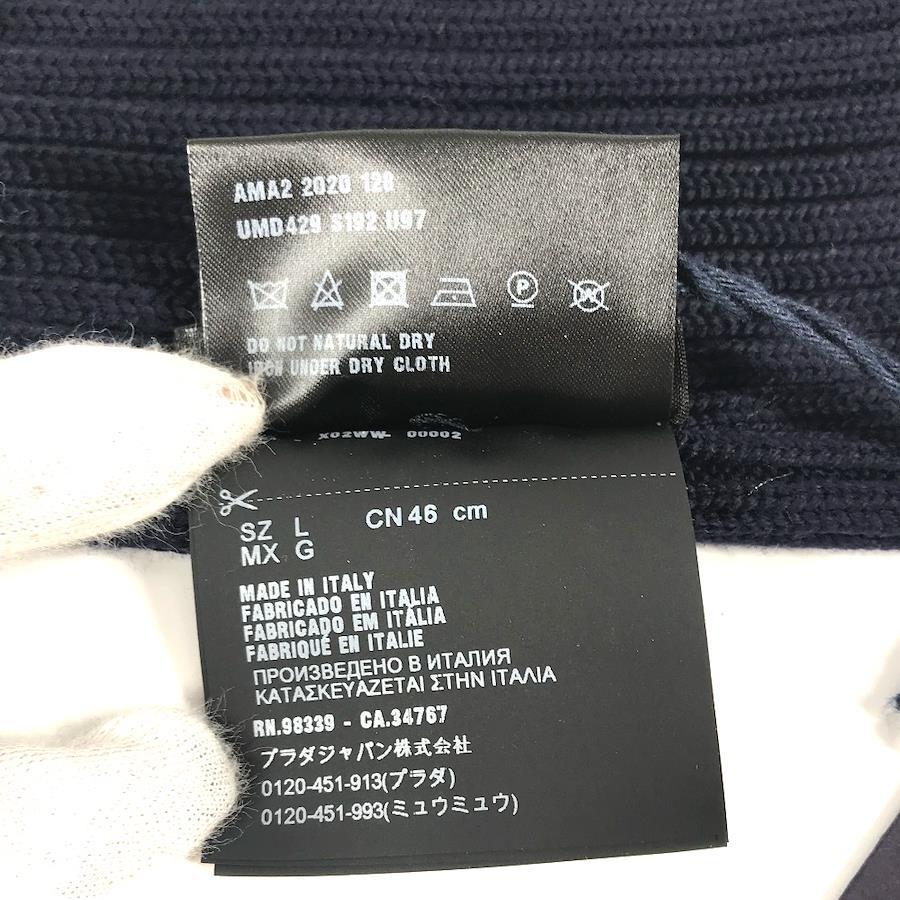 AMA2 2020 128
UMD429 S192 U97
P
W
DO NOT NATURAL DRY
IRON UNDER DRY CLOTH
X02WW 00002
SZ L CN 46 cm
MX G
MADE IN ITALY
FABRICADO EN ITALIA
FABRICADO EM ITÁLIA
FABRIQUÉ EN ITALIE
ПРОИЗВЕДЕНО В ИТАЛИЯ
ΚΑΤΑΣΚΕΥΑΖΕΤΑΙ ΣΤΗΝ ΙΤΑΛΙΑ
RN.98339 - CA.34767
プラダジャパン株式会社
0120-451-913(プラダ)
0120-451-993(ミュウミュウ)